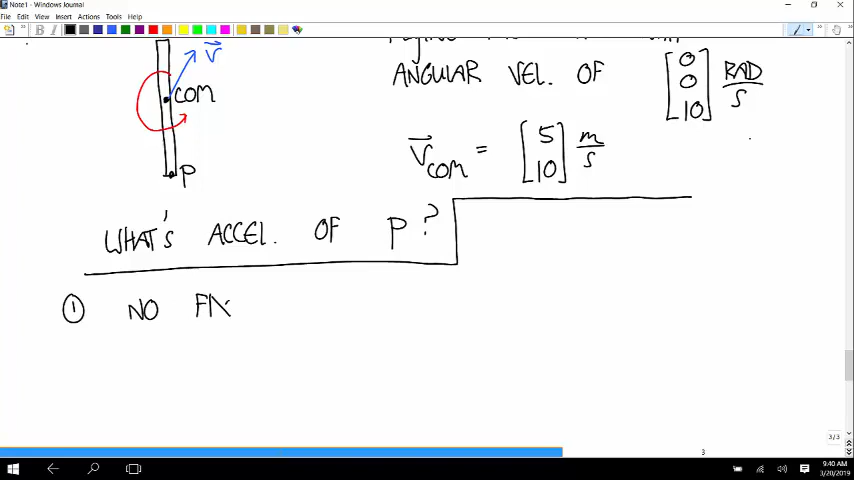 Note1 - Windows Journal
File Edit View Insert Actions Tools Help
B
V
COM
P
ANGULAR VEL. OF [0 0 10] RAD/S
V COM = [5 10] m/s
WHAT'S ACCEL. OF P?
① NO FIX
3/3
3
9:40 AM
3/20/2019